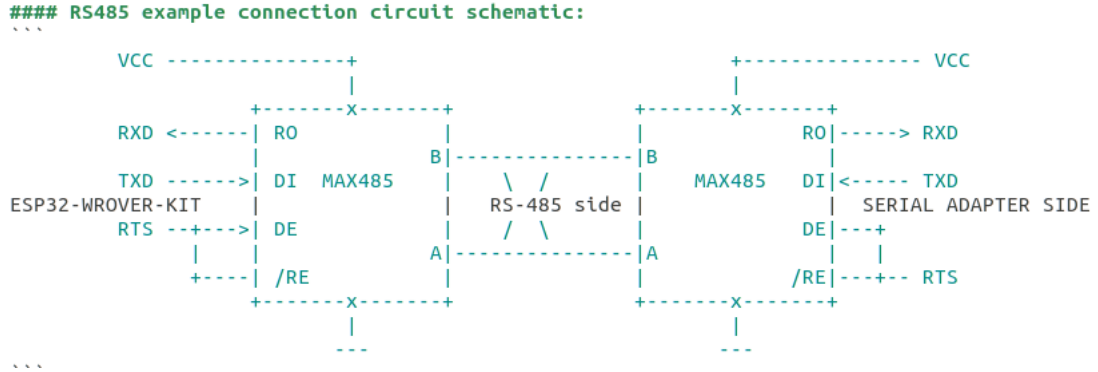 #### RS485 example connection circuit schematic:
```
         VCC ---------------+                               +--------------- VCC
                            |                               |
                    +-------x-------+               +-------x-------+
         RXD <------| RO            |               |             RO|-----> RXD
                    |              B|---------------|B              |
         TXD ------>| DI  MAX485    |    \  /       |    MAX485   DI|<----- TXD
ESP32-WROVER-KIT    |               |   RS-485 side |               |  SERIAL ADAPTER SIDE
         RTS --+--->| DE            |    /  \       |             DE|---+
               |    |              A|---------------|A              |   |
               +----| /RE           |               |            /RE|---+-- RTS
                    +-------x-------+               +-------x-------+
                            |                               |
                           ---                             ---
```